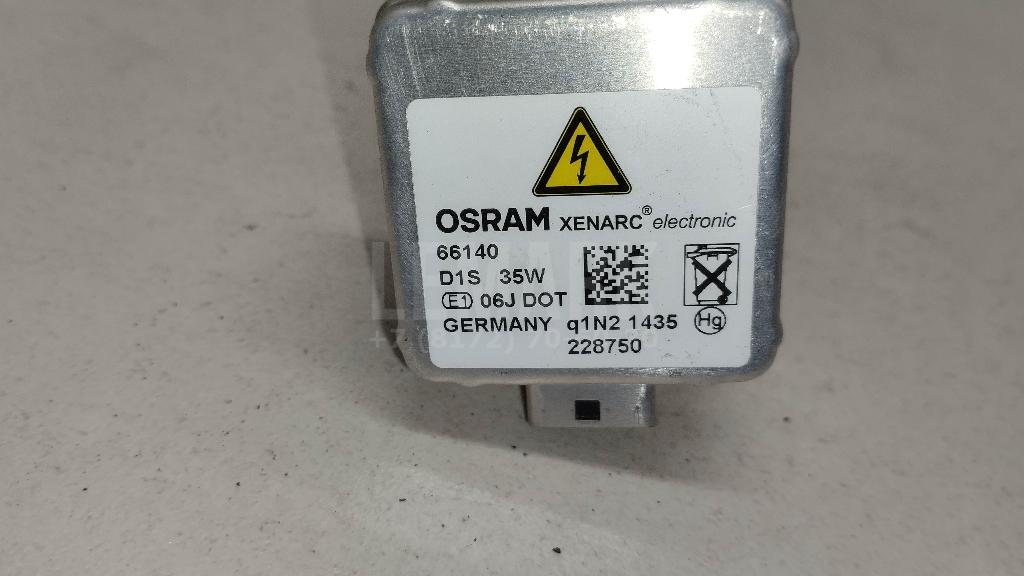 OSRAM XENARC® electronic
66140
D1S 35W
E1 06J DOT
GERMANY q1N2 1435
Hg
228750